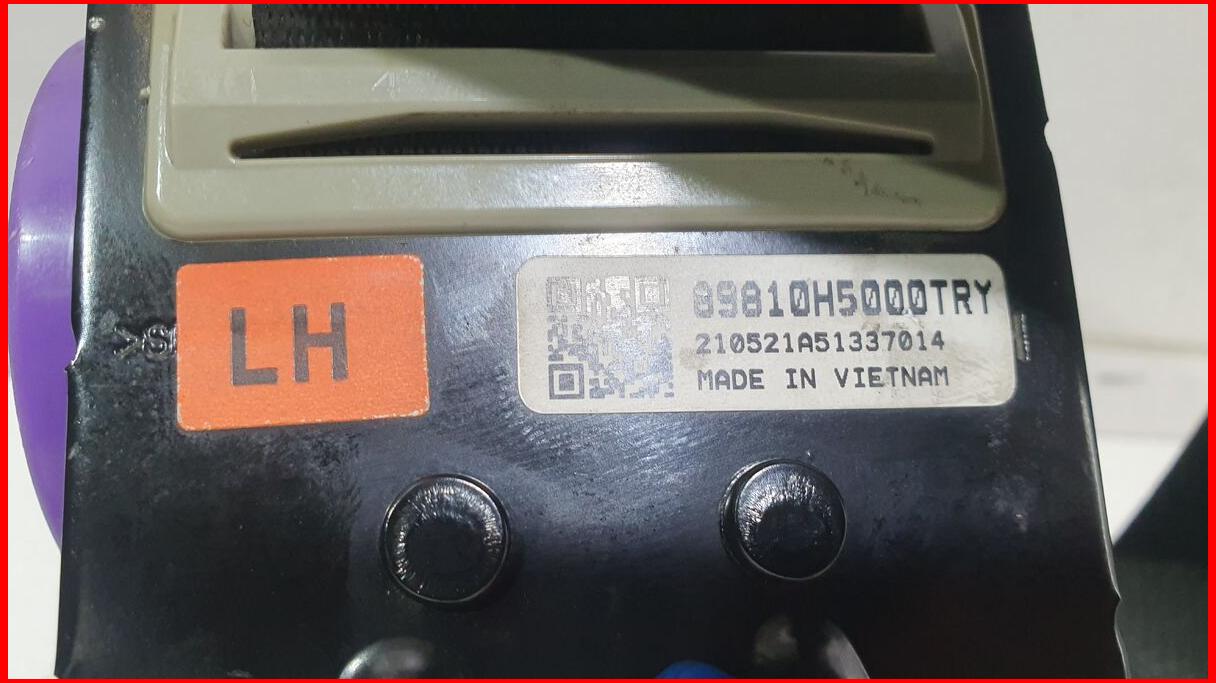 LH
89810H5000TRY
210521A51337014
MADE IN VIETNAM